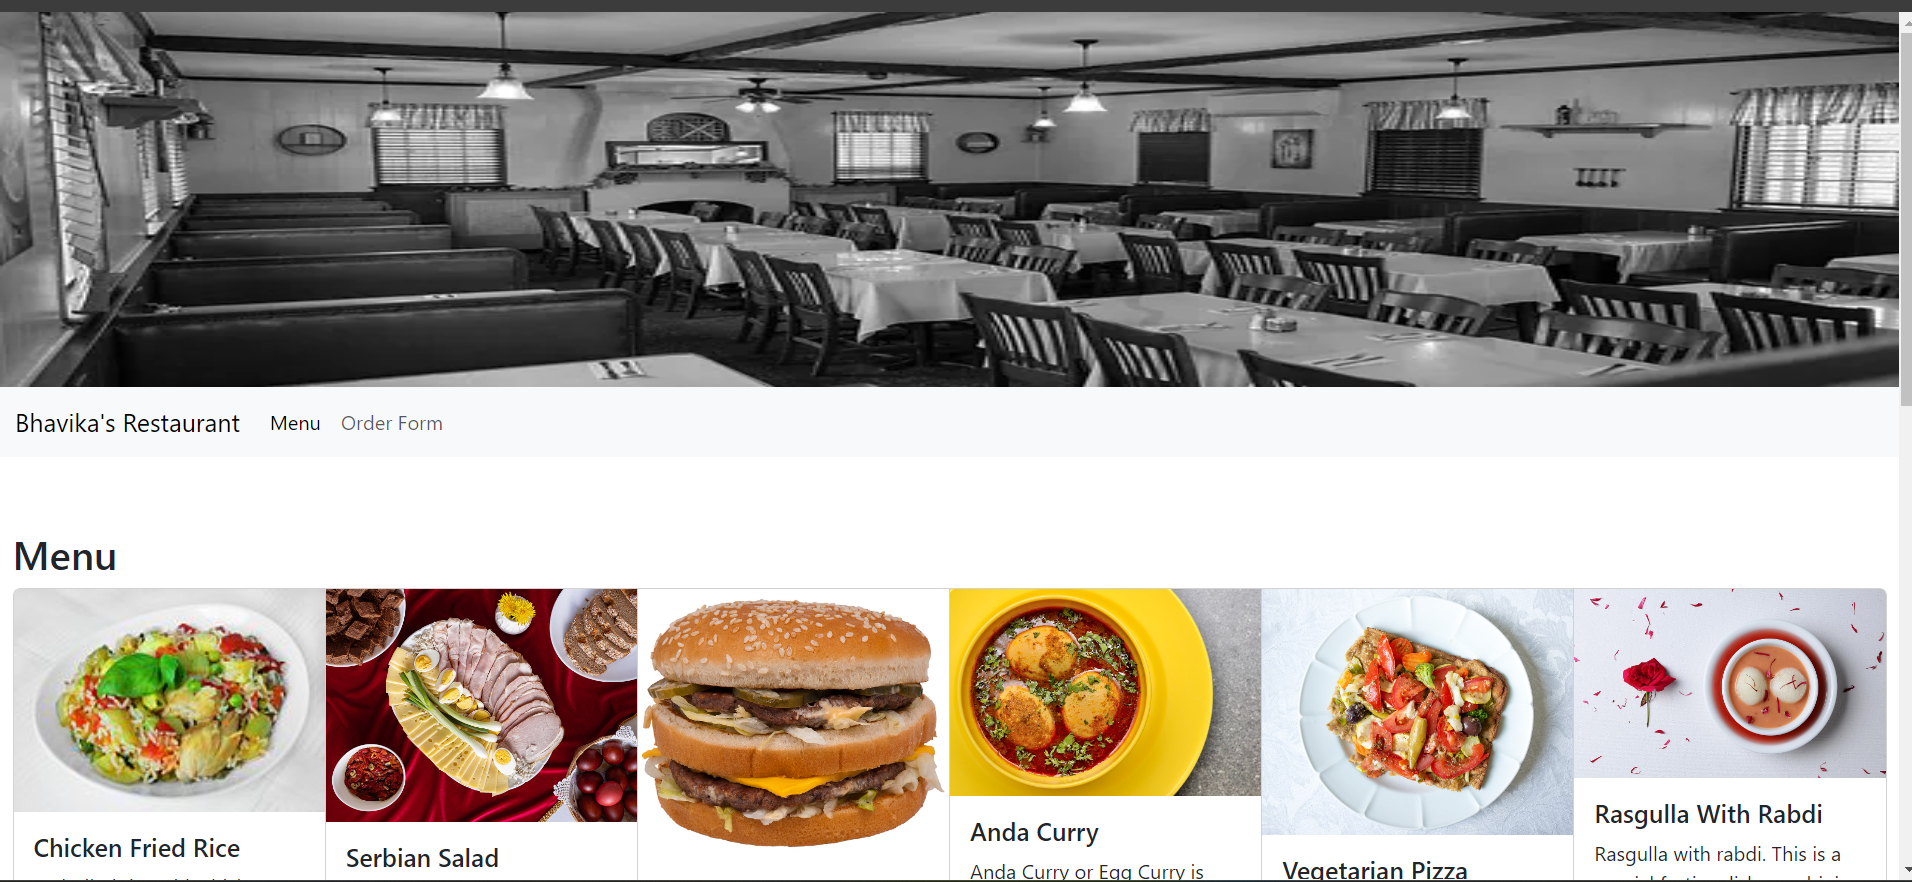 Bhavika's Restaurant Menu Order Form
Menu
Chicken Fried Rice
Serbian Salad
Anda Curry
Anda Curry or Egg Curry is
Vegetarian Pizza
Rasgulla With Rabdi
Rasgulla with rabdi. This is a